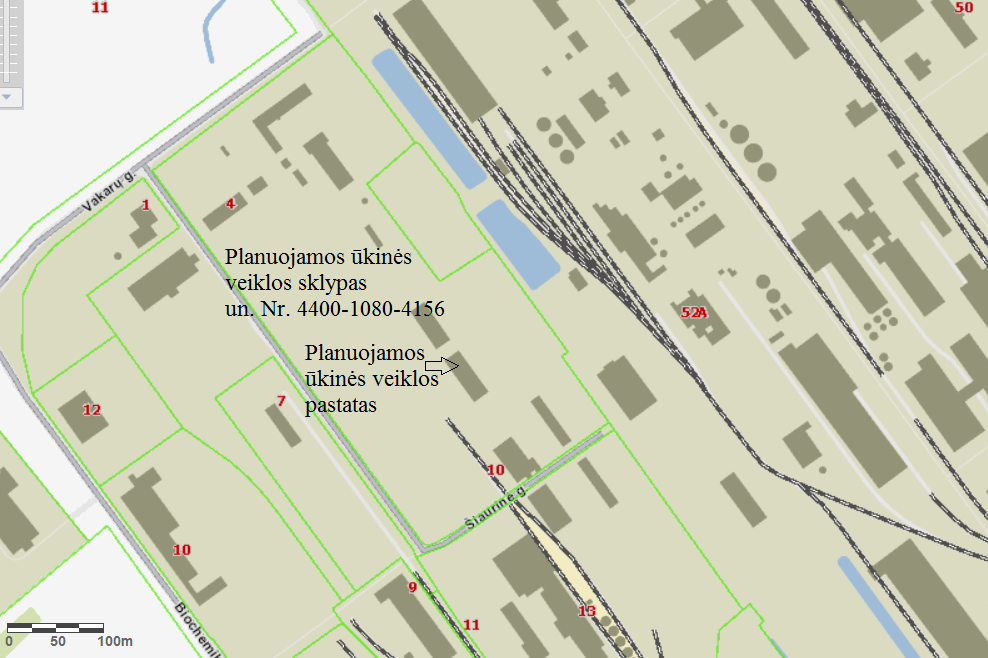 11
50
Vakarų g.
1
4
Planuojamos ūkinės
veiklos sklypas
un. Nr. 4400-1080-4156
52A
Planuojamos
ūkinės veiklos
pastatas
7
12
10
Šiaurinė g.
10
9
11
13
Biochemi
0 50 100m